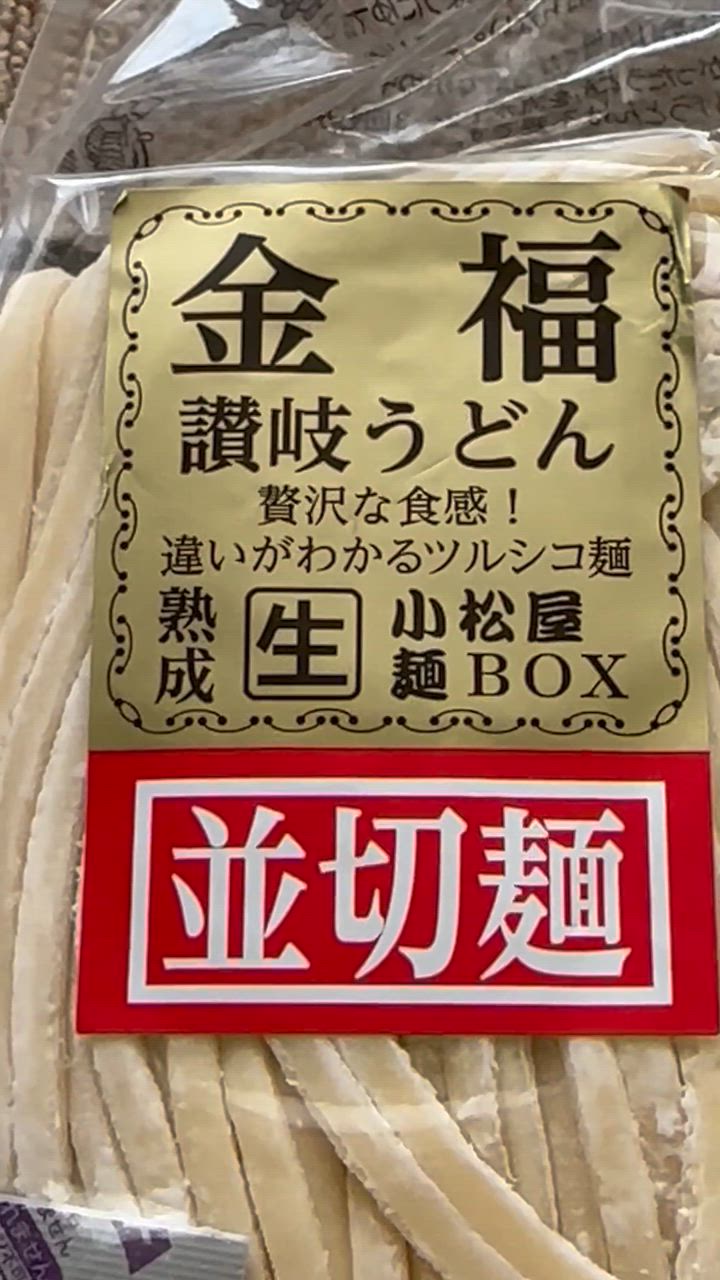 金福
讃岐うどん
贅沢な食感！
違いがわかるツルシコ麺
熟成 生 小松屋
麺BOX
並切麺